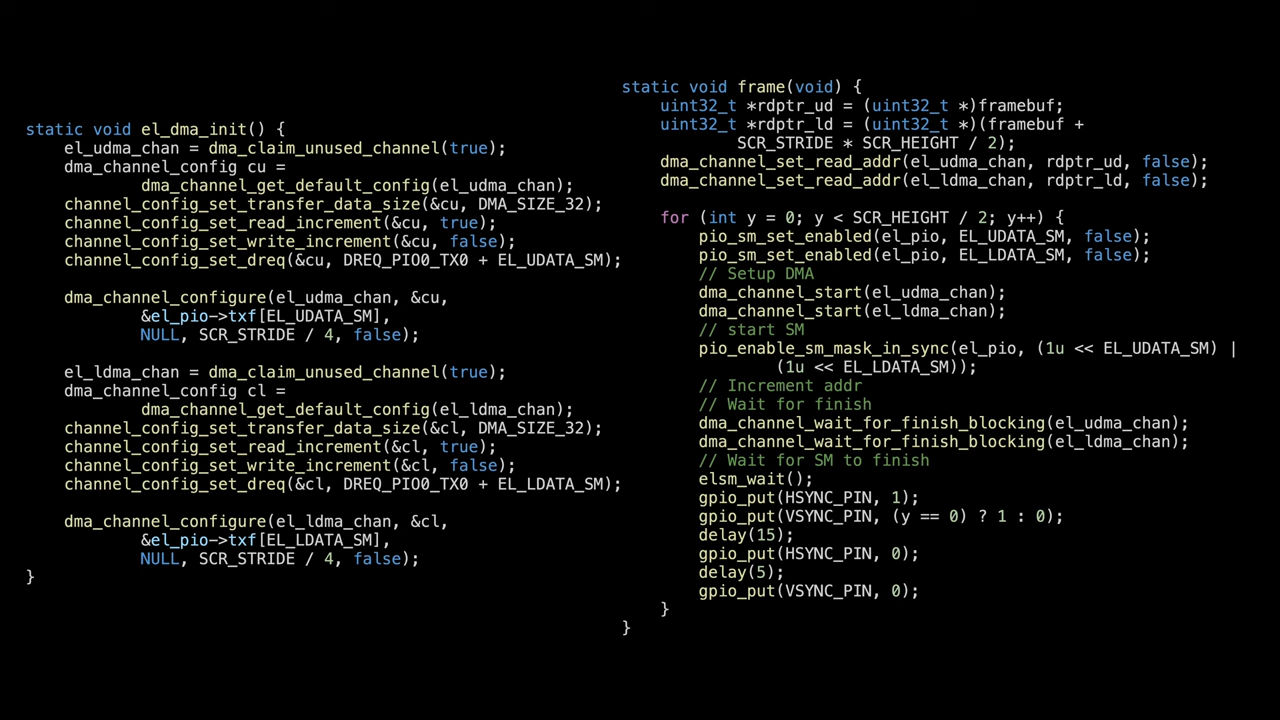 static void el_dma_init() {
    el_udma_chan = dma_claim_unused_channel(true);
    dma_channel_config cu =
            dma_channel_get_default_config(el_udma_chan);
    channel_config_set_transfer_data_size(&cu, DMA_SIZE_32);
    channel_config_set_read_increment(&cu, true);
    channel_config_set_write_increment(&cu, false);
    channel_config_set_dreq(&cu, DREQ_PIO0_TX0 + EL_UDATA_SM);

    dma_channel_configure(el_udma_chan, &cu,
            &el_pio->txf[EL_UDATA_SM],
            NULL, SCR_STRIDE / 4, false);

    el_ldma_chan = dma_claim_unused_channel(true);
    dma_channel_config cl =
            dma_channel_get_default_config(el_ldma_chan);
    channel_config_set_transfer_data_size(&cl, DMA_SIZE_32);
    channel_config_set_read_increment(&cl, true);
    channel_config_set_write_increment(&cl, false);
    channel_config_set_dreq(&cl, DREQ_PIO0_TX0 + EL_LDATA_SM);

    dma_channel_configure(el_ldma_chan, &cl,
            &el_pio->txf[EL_LDATA_SM],
            NULL, SCR_STRIDE / 4, false);
}
static void frame(void) {
    uint32_t *rdptr_ud = (uint32_t *)framebuf;
    uint32_t *rdptr_ld = (uint32_t *)(framebuf +
            SCR_STRIDE * SCR_HEIGHT / 2);
    dma_channel_set_read_addr(el_udma_chan, rdptr_ud, false);
    dma_channel_set_read_addr(el_ldma_chan, rdptr_ld, false);

    for (int y = 0; y < SCR_HEIGHT / 2; y++) {
        pio_sm_set_enabled(el_pio, EL_UDATA_SM, false);
        pio_sm_set_enabled(el_pio, EL_LDATA_SM, false);
        // Setup DMA
        dma_channel_start(el_udma_chan);
        dma_channel_start(el_ldma_chan);
        // start SM
        pio_enable_sm_mask_in_sync(el_pio, (1u << EL_UDATA_SM) |
                (1u << EL_LDATA_SM));
        // Increment addr
        // Wait for finish
        dma_channel_wait_for_finish_blocking(el_udma_chan);
        dma_channel_wait_for_finish_blocking(el_ldma_chan);
        // Wait for SM to finish
        elsm_wait();
        gpio_put(HSYNC_PIN, 1);
        gpio_put(VSYNC_PIN, (y == 0) ? 1 : 0);
        delay(15);
        gpio_put(HSYNC_PIN, 0);
        delay(5);
        gpio_put(VSYNC_PIN, 0);
    }
}